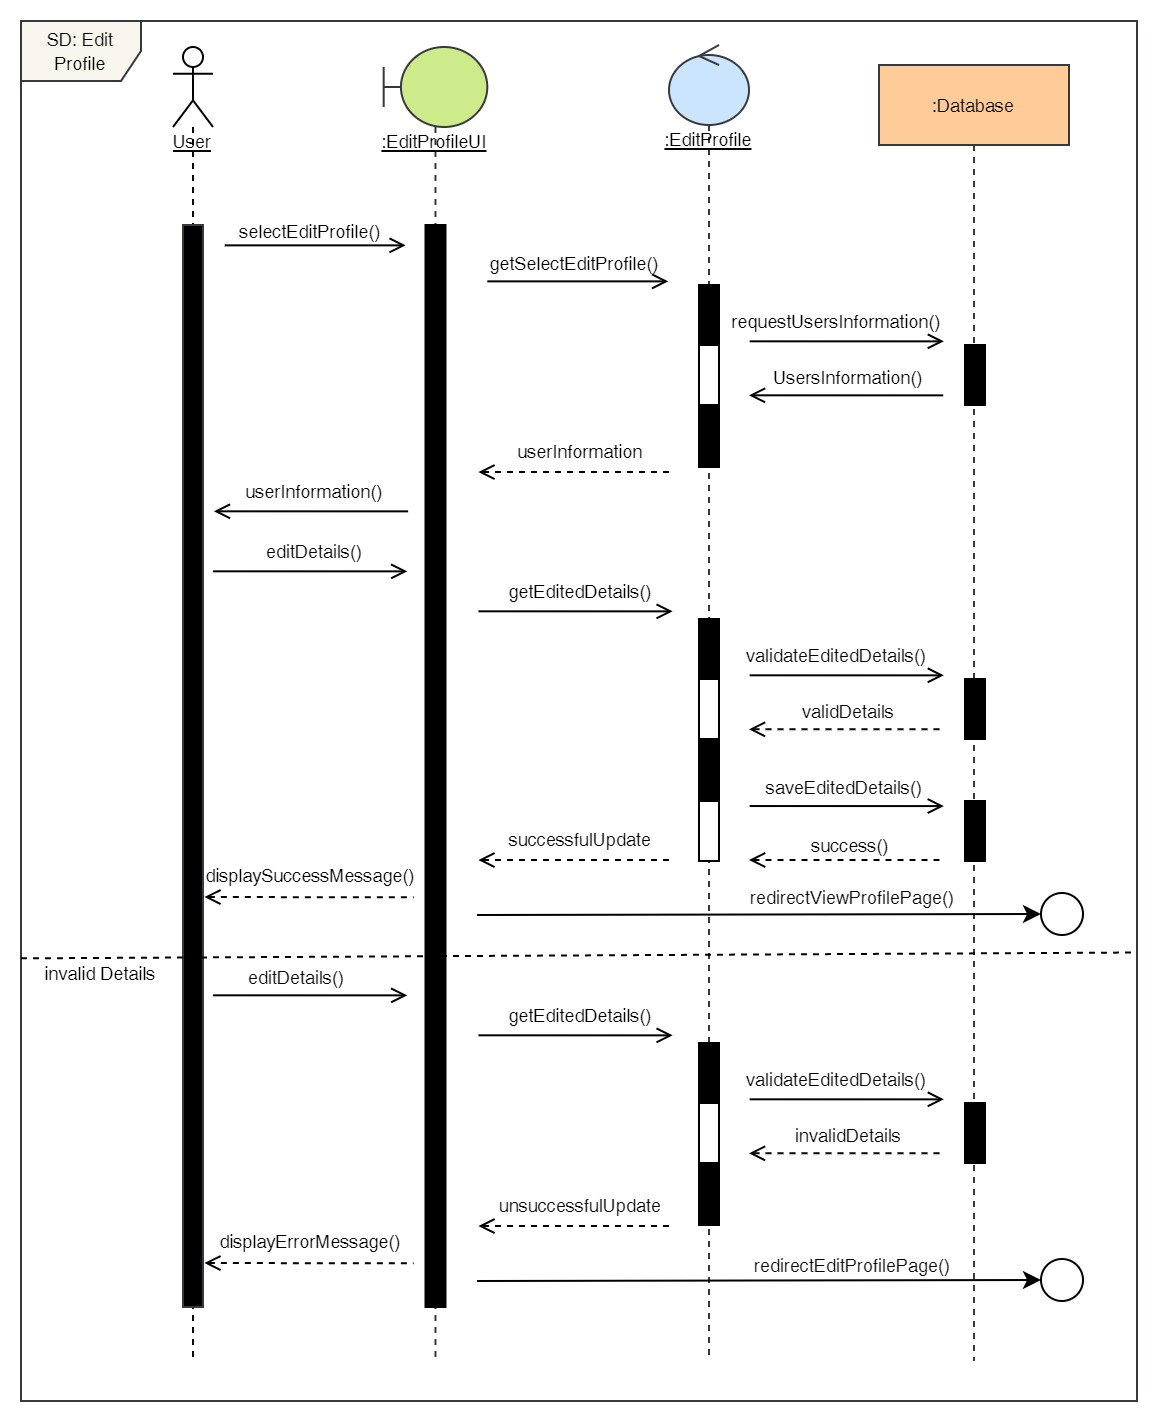 SD: Edit
Profile
User
:EditProfileUI
:EditProfile
:Database
selectEditProfile()
getSelectEditProfile()
requestUsersInformation()
UsersInformation()
userInformation
userInformation()
editDetails()
getEditedDetails()
validateEditedDetails()
validDetails
saveEditedDetails()
successfulUpdate
success()
displaySuccessMessage()
redirectViewProfilePage()
invalid Details
editDetails()
getEditedDetails()
validateEditedDetails()
invalidDetails
unsuccessfulUpdate
displayErrorMessage()
redirectEditProfilePage()